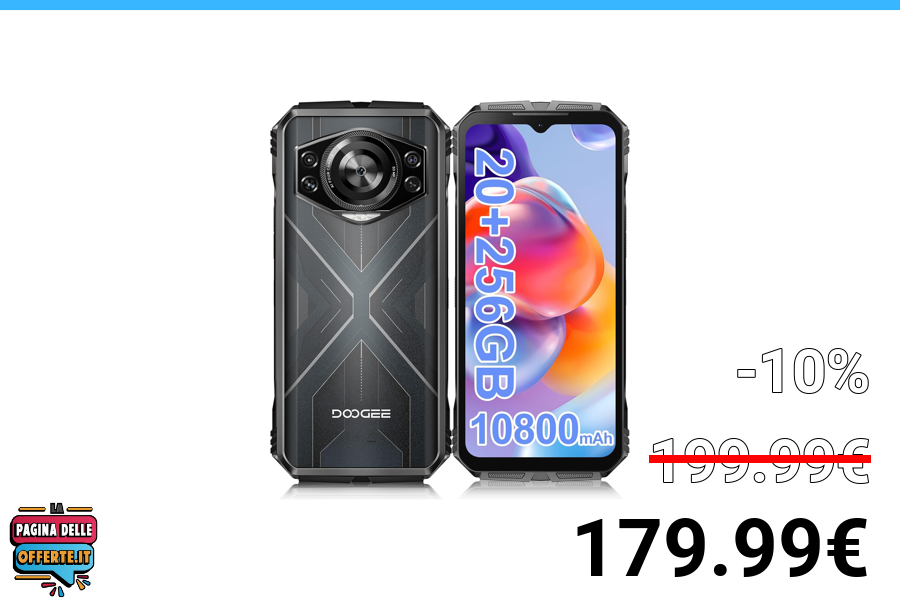 DOOGEE
20+256GB
10800mAh
-10%
199.99€
179.99€
LA
PAGINA DELLE
OFFERTE.IT